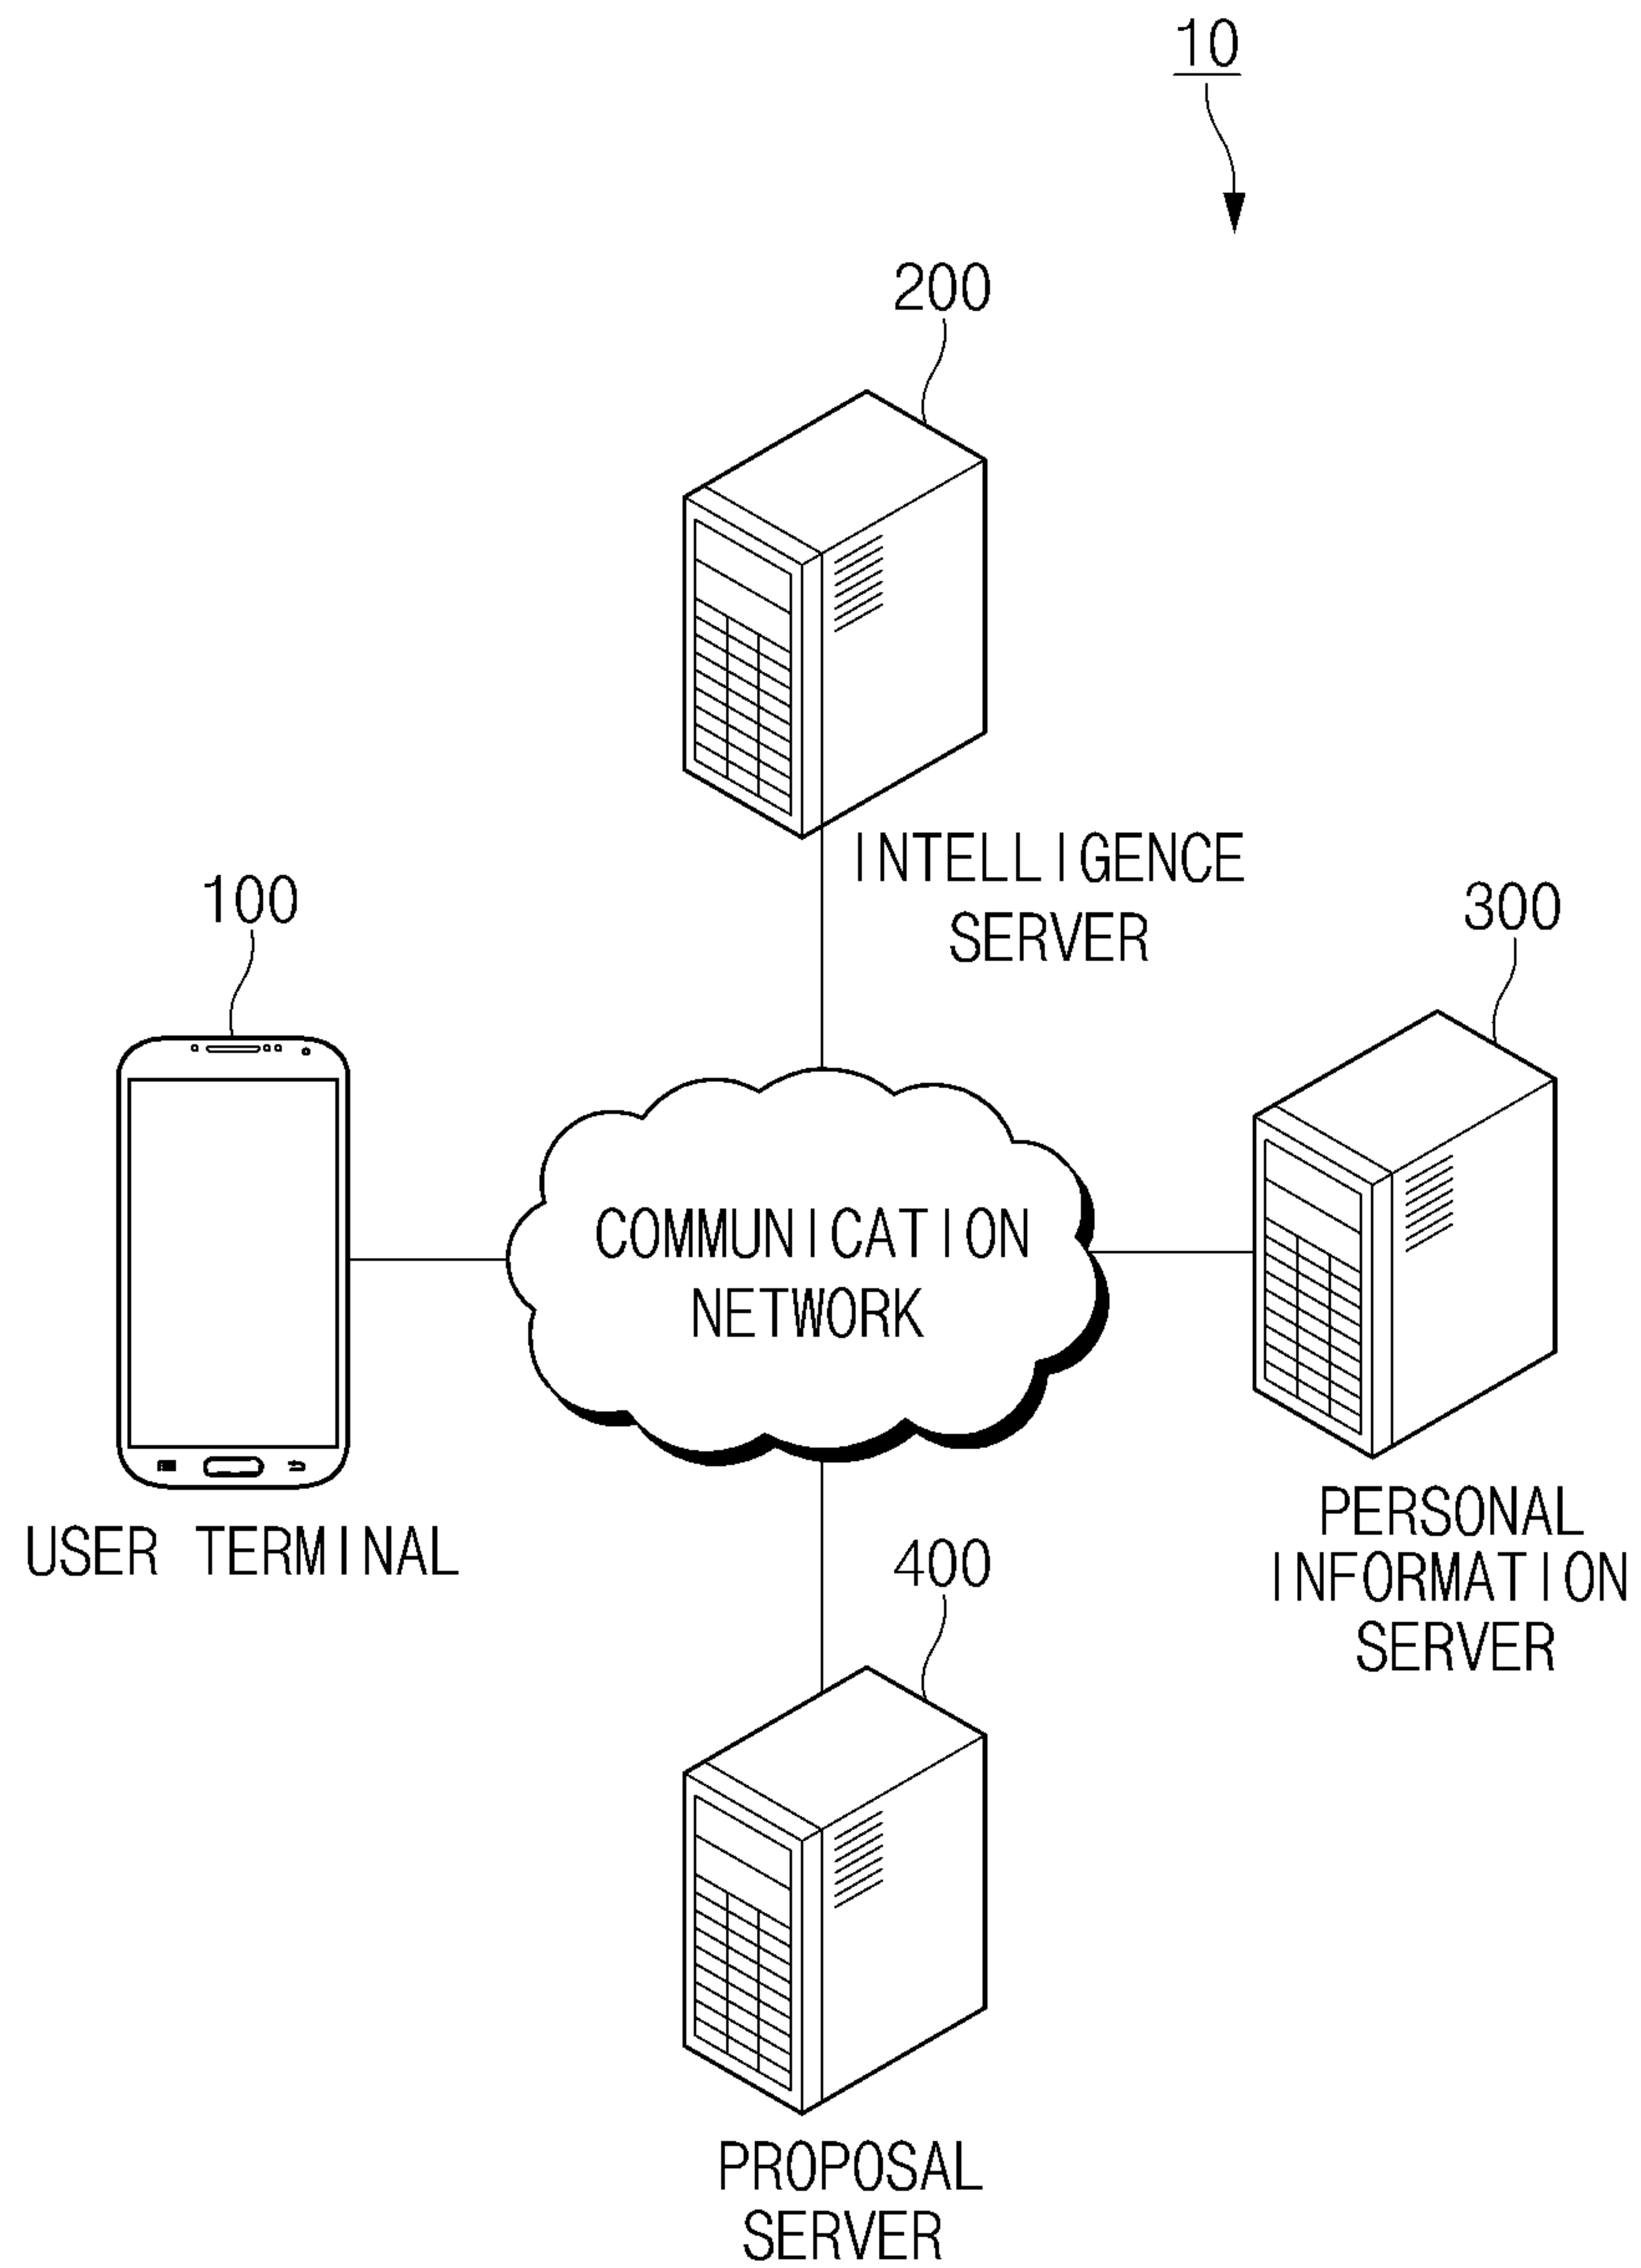 10
200
INTELLIGENCE
SERVER
100
300
COMMUNICATION
NETWORK
USER TERMINAL
PERSONAL
INFORMATION
SERVER
400
PROPOSAL
SERVER